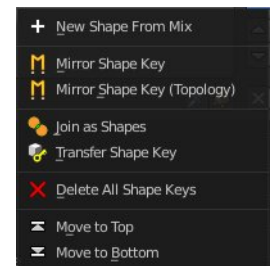 New Shape From Mix
Mirror Shape Key
Mirror Shape Key (Topology)
Join as Shapes
Transfer Shape Key
Delete All Shape Keys
Move to Top
Move to Bottom